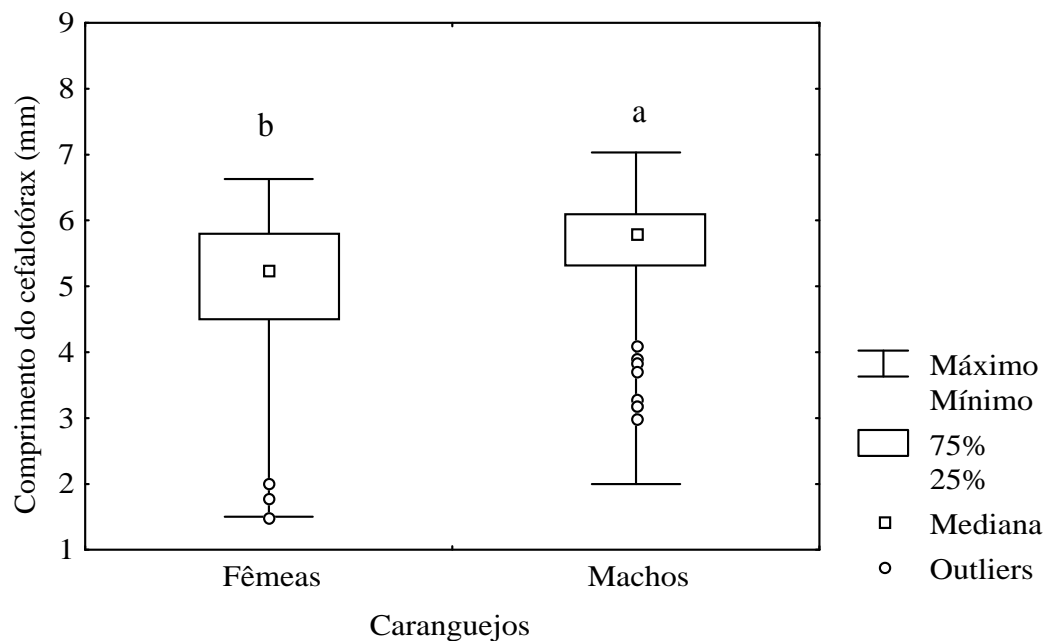 Comprimento do cefalotórax (mm)
9
8
7
6
5
4
3
2
1
b
a
Fêmeas
Machos
Caranguejos
Máximo
Mínimo
75%
25%
Mediana
Outliers